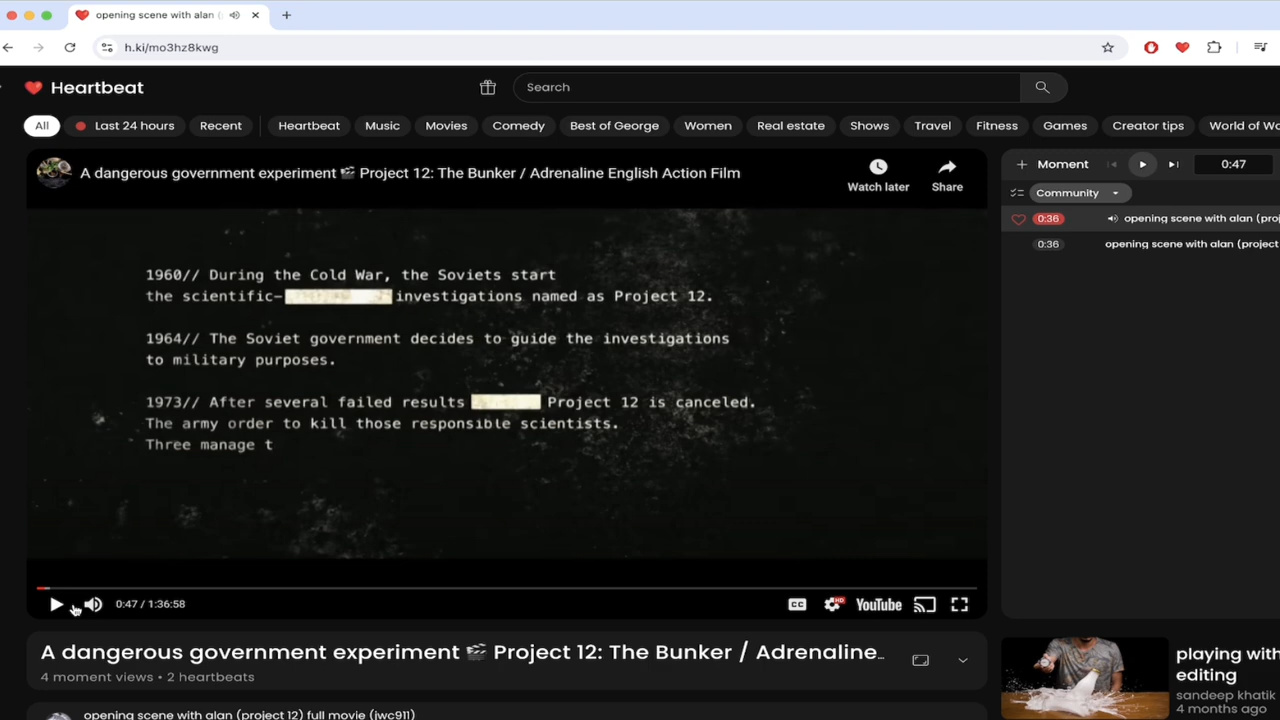 opening scene with alan (
h.ki/mo3hz8kwg
Heartbeat
Search
All
Last 24 hours
Recent
Heartbeat
Music
Movies
Comedy
Best of George
Women
Real estate
Shows
Travel
Fitness
Games
Creator tips
World of Wo
A dangerous government experiment 🎬 Project 12: The Bunker / Adrenaline English Action Film
Watch later
Share
1960// During the Cold War, the Soviets start
the scientific- investigations named as Project 12.
1964// The Soviet government decides to guide the investigations
to military purposes.
1973// After several failed results Project 12 is canceled.
The army order to kill those responsible scientists.
Three manage t
0:47 / 1:36:58
CC
HD
YouTube
+ Moment
0:47
Community
0:36 opening scene with alan (proj
0:36 opening scene with alan (project
A dangerous government experiment 🎬 Project 12: The Bunker / Adrenaline…
4 moment views • 2 heartbeats
opening scene with alan (project 12) full movie (jwc911)
playing with
editing
sandeep khatik
4 months ago